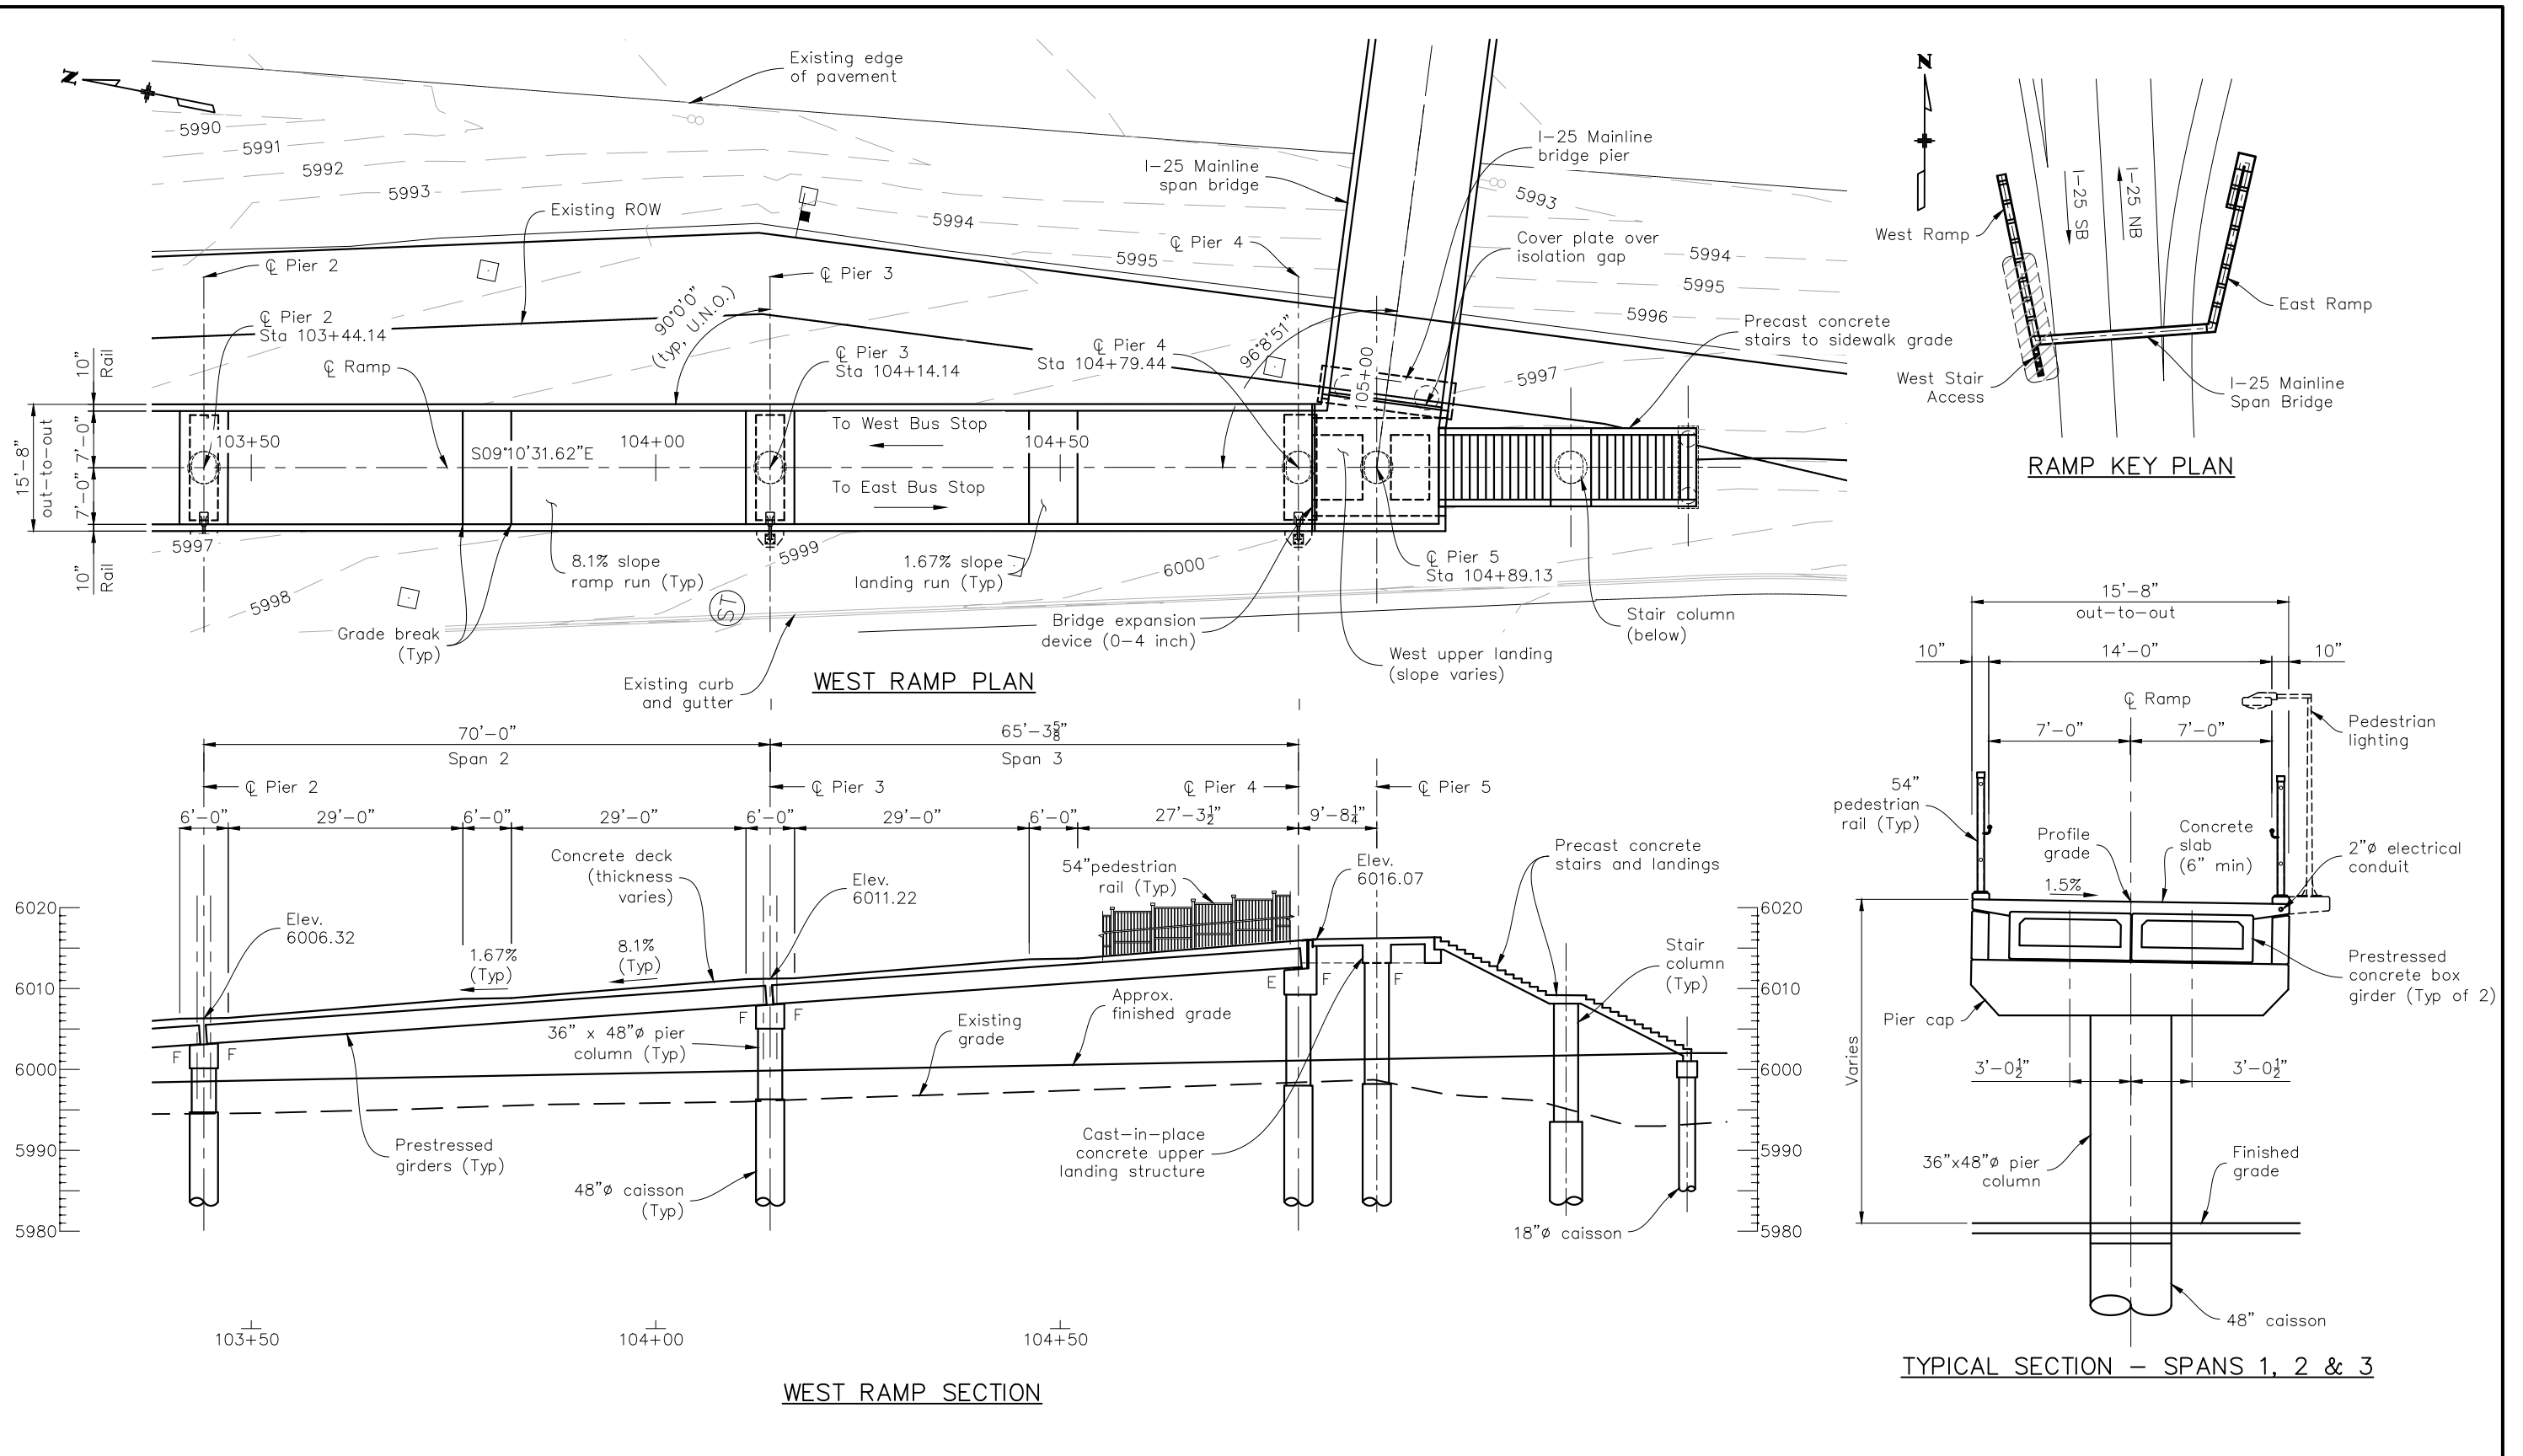 N
Existing edge
of pavement
5990
5991
5992
5993
Existing ROW
5994
5995
I-25 Mainline
span bridge
I-25 Mainline
bridge pier
5993
Cover plate over
isolation gap
5994
5995
5996
5997
℄ Pier 2
℄ Pier 3
℄ Pier 4
℄ Pier 2
Sta 103+44.14
90°0'0"
(typ, U.N.O.)
℄ Pier 3
Sta 104+14.14
℄ Pier 4
Sta 104+79.44
96°8'51"
105+00
Precast concrete
stairs to sidewalk grade
℄ Ramp
10"
Rail
15'-8"
out-to-out
7'-0"
7'-0"
10"
Rail
103+50
S09°10'31.62"E
104+00
To West Bus Stop
To East Bus Stop
104+50
5997
5998
5999
6000
8.1% slope
ramp run (Typ)
1.67% slope
landing run (Typ)
℄ Pier 5
Sta 104+89.13
Grade break
(Typ)
ST
Bridge expansion
device (0-4 inch)
Stair column
(below)
West upper landing
(slope varies)
Existing curb
and gutter
WEST RAMP PLAN
N
I-25 SB
I-25 NB
West Ramp
East Ramp
West Stair
Access
I-25 Mainline
Span Bridge
RAMP KEY PLAN
70'-0"
Span 2
65'-3⅝"
Span 3
℄ Pier 2
℄ Pier 3
℄ Pier 4
℄ Pier 5
6'-0"
29'-0"
6'-0"
29'-0"
6'-0"
29'-0"
6'-0"
27'-3½"
9'-8¼"
Concrete deck
(thickness
varies)
54"pedestrian
rail (Typ)
Elev.
6016.07
Precast concrete
stairs and landings
Elev.
6011.22
Elev.
6006.32
1.67%
(Typ)
8.1%
(Typ)
6020
6010
6000
5990
5980
6020
6010
6000
5990
5980
Stair
column
(Typ)
F
F
F
F
E
F
F
36" x 48"ø pier
column (Typ)
Existing
grade
Approx.
finished grade
Prestressed
girders (Typ)
48"ø caisson
(Typ)
Cast-in-place
concrete upper
landing structure
18"ø caisson
103+50
104+00
104+50
WEST RAMP SECTION
15'-8"
out-to-out
10"
14'-0"
10"
℄ Ramp
7'-0"
7'-0"
Pedestrian
lighting
54"
pedestrian
rail (Typ)
Profile
grade
Concrete
slab
(6" min)
1.5%
2"ø electrical
conduit
Prestressed
concrete box
girder (Typ of 2)
Pier cap
Varies
3'-0½"
3'-0½"
36"x48"ø pier
column
Finished
grade
48" caisson
TYPICAL SECTION - SPANS 1, 2 & 3